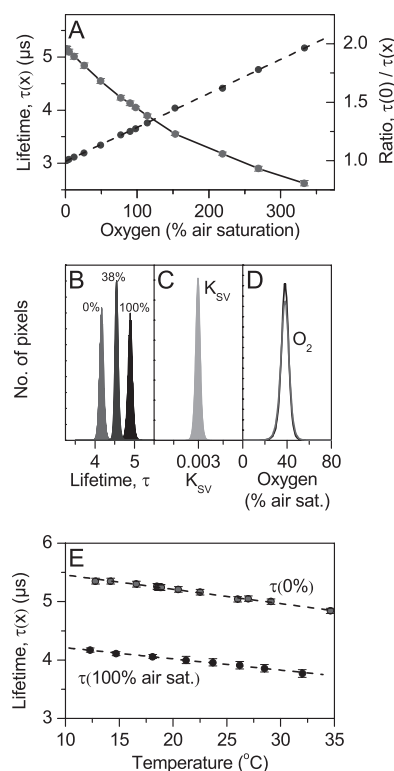 A
Lifetime, τ(x) (µs)
5
4
3
Ratio, τ(0) / τ(x)
2.0
1.5
1.0
0 100 200 300
Oxygen (% air saturation)
B C D
38%
0% 100%
K_SV
O₂
No. of pixels
4 5 0.003 0 40 80
Lifetime, τ K_SV Oxygen
(% air sat.)
E
Lifetime, τ(x) (µs)
6
5
4
3
τ(0%)
τ(100% air sat.)
10 15 20 25 30 35
Temperature (°C)